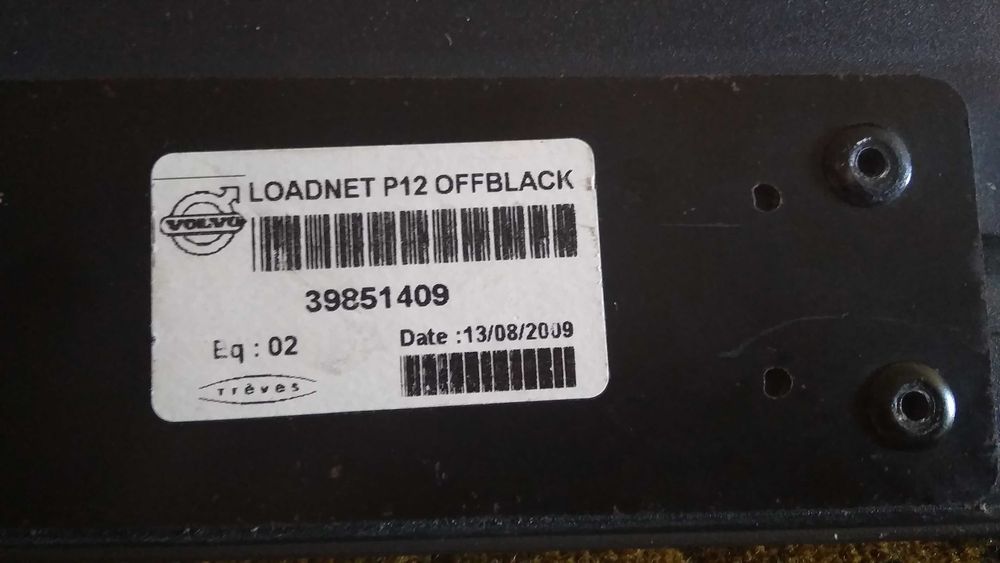 LOADNET P12 OFFBLACK
VOLVO
39851409
Eq : 02
Date :13/08/2009
Trèves